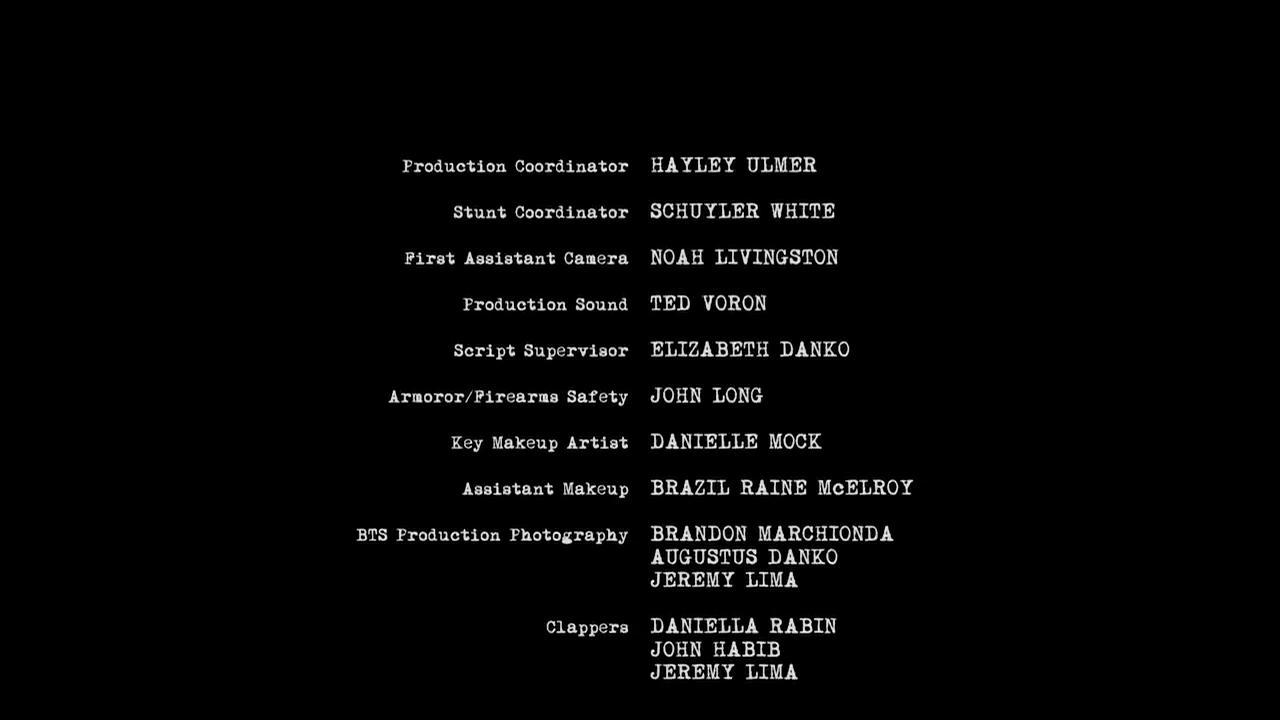 Production Coordinator HAYLEY ULMER
Stunt Coordinator SCHUYLER WHITE
First Assistant Camera NOAH LIVINGSTON
Production Sound TED VORON
Script Supervisor ELIZABETH DANKO
Armoror/Firearms Safety JOHN LONG
Key Makeup Artist DANIELLE MOCK
Assistant Makeup BRAZIL RAINE McELROY
BTS Production Photography BRANDON MARCHIONDA
AUGUSTUS DANKO
JEREMY LIMA
Clappers DANIELLA RABIN
JOHN HABIB
JEREMY LIMA